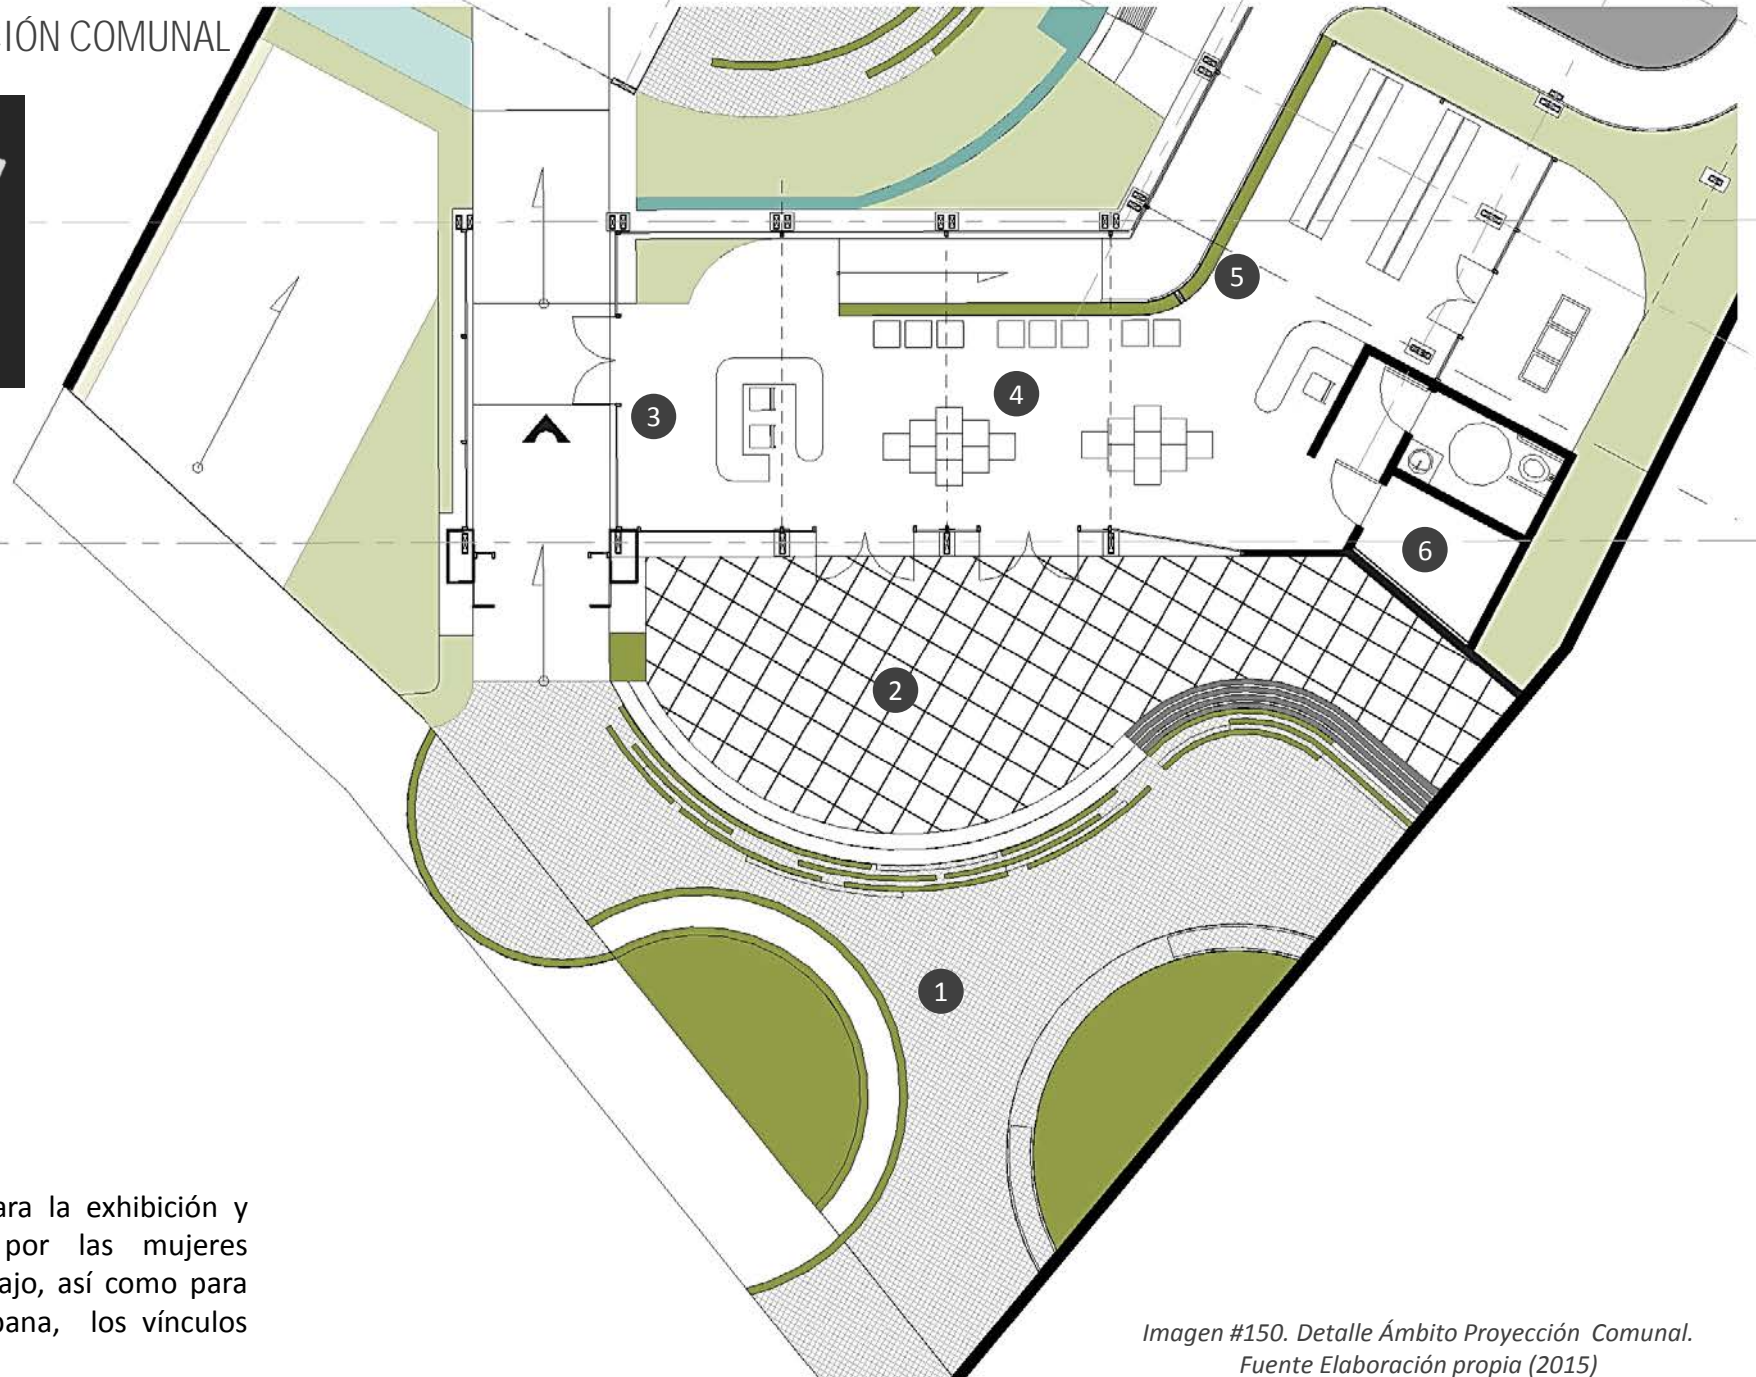 IÓN COMUNAL
5
4
3
6
2
1
ara la exhibición y
por las mujeres
ajo, así como para
bana, los vínculos
Imagen #150. Detalle Ámbito Proyección Comunal.
Fuente Elaboración propia (2015)